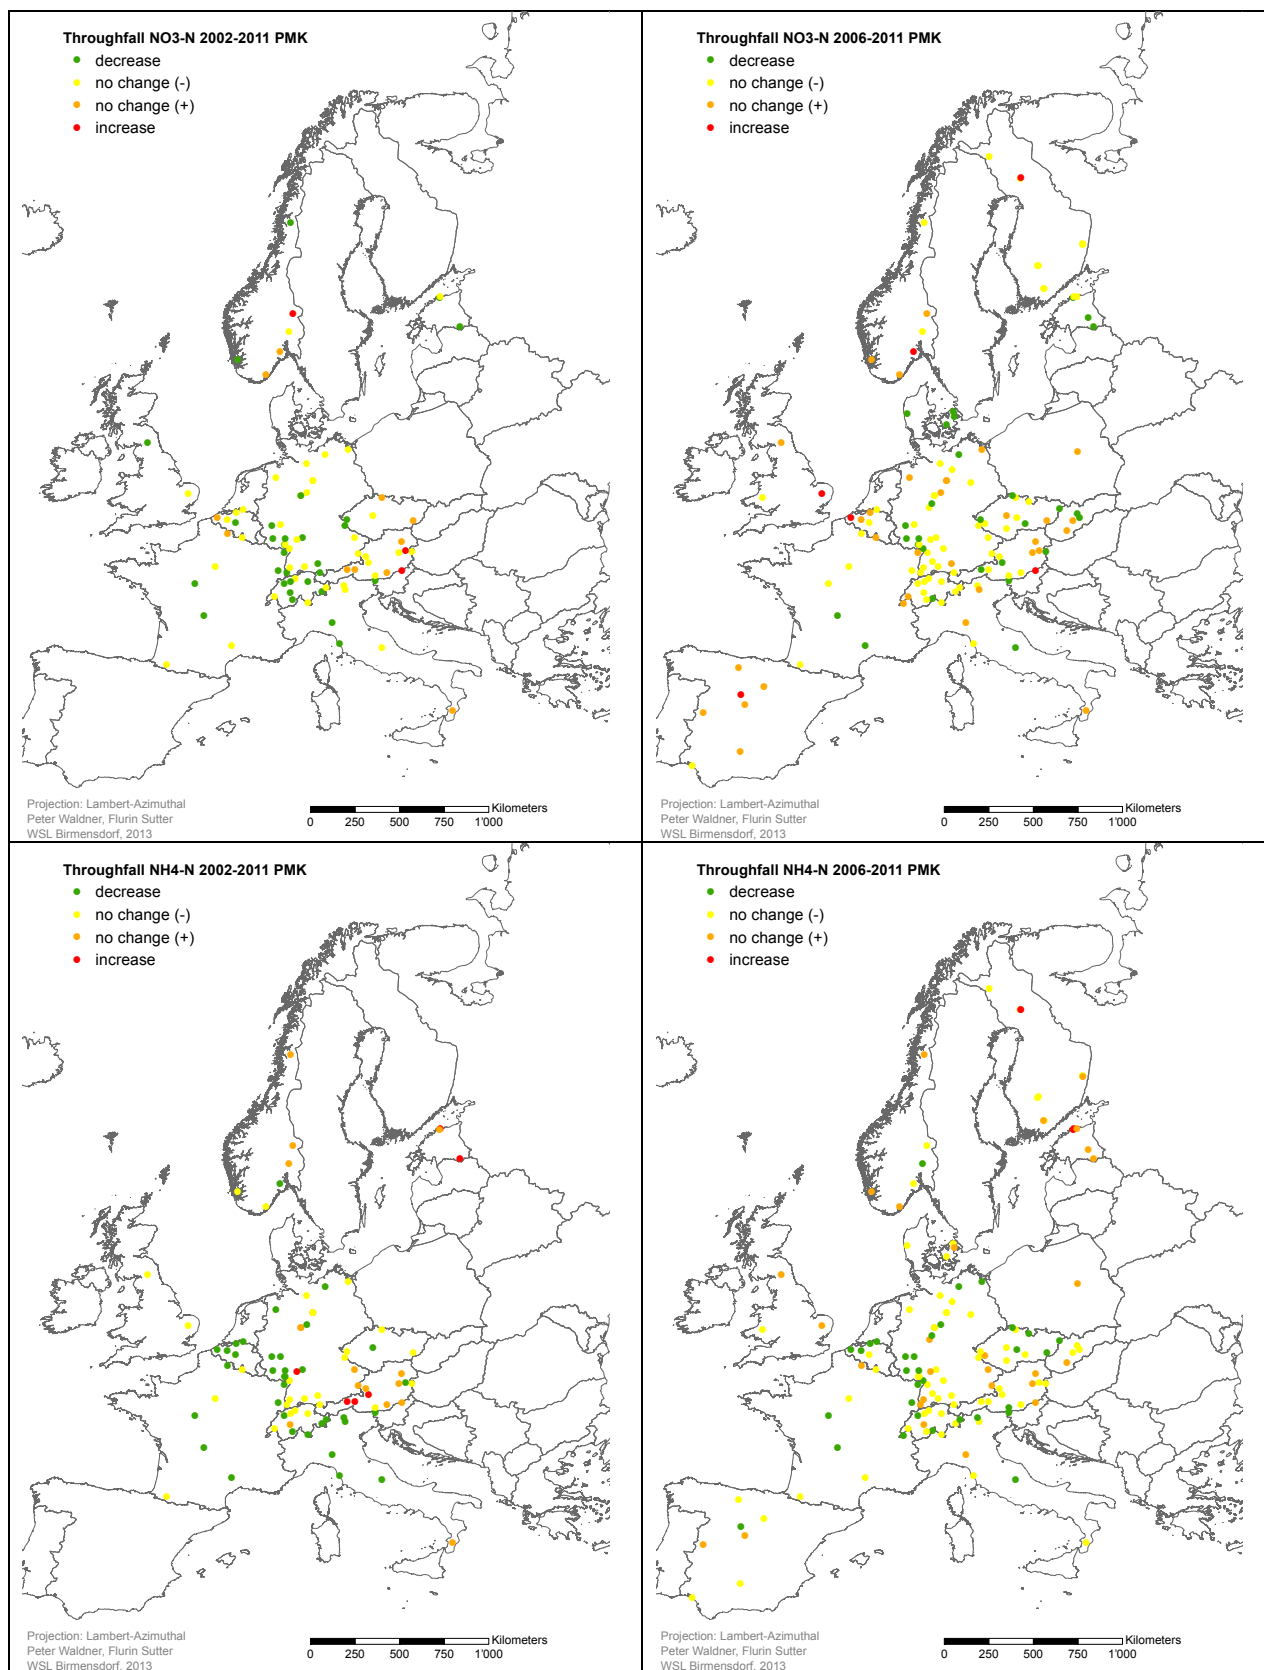 Throughfall NO3-N 2002-2011 PMK
decrease
no change (-)
no change (+)
increase
Projection: Lambert-Azimuthal
Peter Waldner, Flurin Sutter
WSL Birmensdorf, 2013
Kilometers
0 250 500 750 1'000
Throughfall NO3-N 2006-2011 PMK
decrease
no change (-)
no change (+)
increase
Projection: Lambert-Azimuthal
Peter Waldner, Flurin Sutter
WSL Birmensdorf, 2013
Kilometers
0 250 500 750 1'000
Throughfall NH4-N 2002-2011 PMK
decrease
no change (-)
no change (+)
increase
Projection: Lambert-Azimuthal
Peter Waldner, Flurin Sutter
WSL Birmensdorf, 2013
Kilometers
0 250 500 750 1'000
Throughfall NH4-N 2006-2011 PMK
decrease
no change (-)
no change (+)
increase
Projection: Lambert-Azimuthal
Peter Waldner, Flurin Sutter
WSL Birmensdorf, 2013
Kilometers
0 250 500 750 1'000